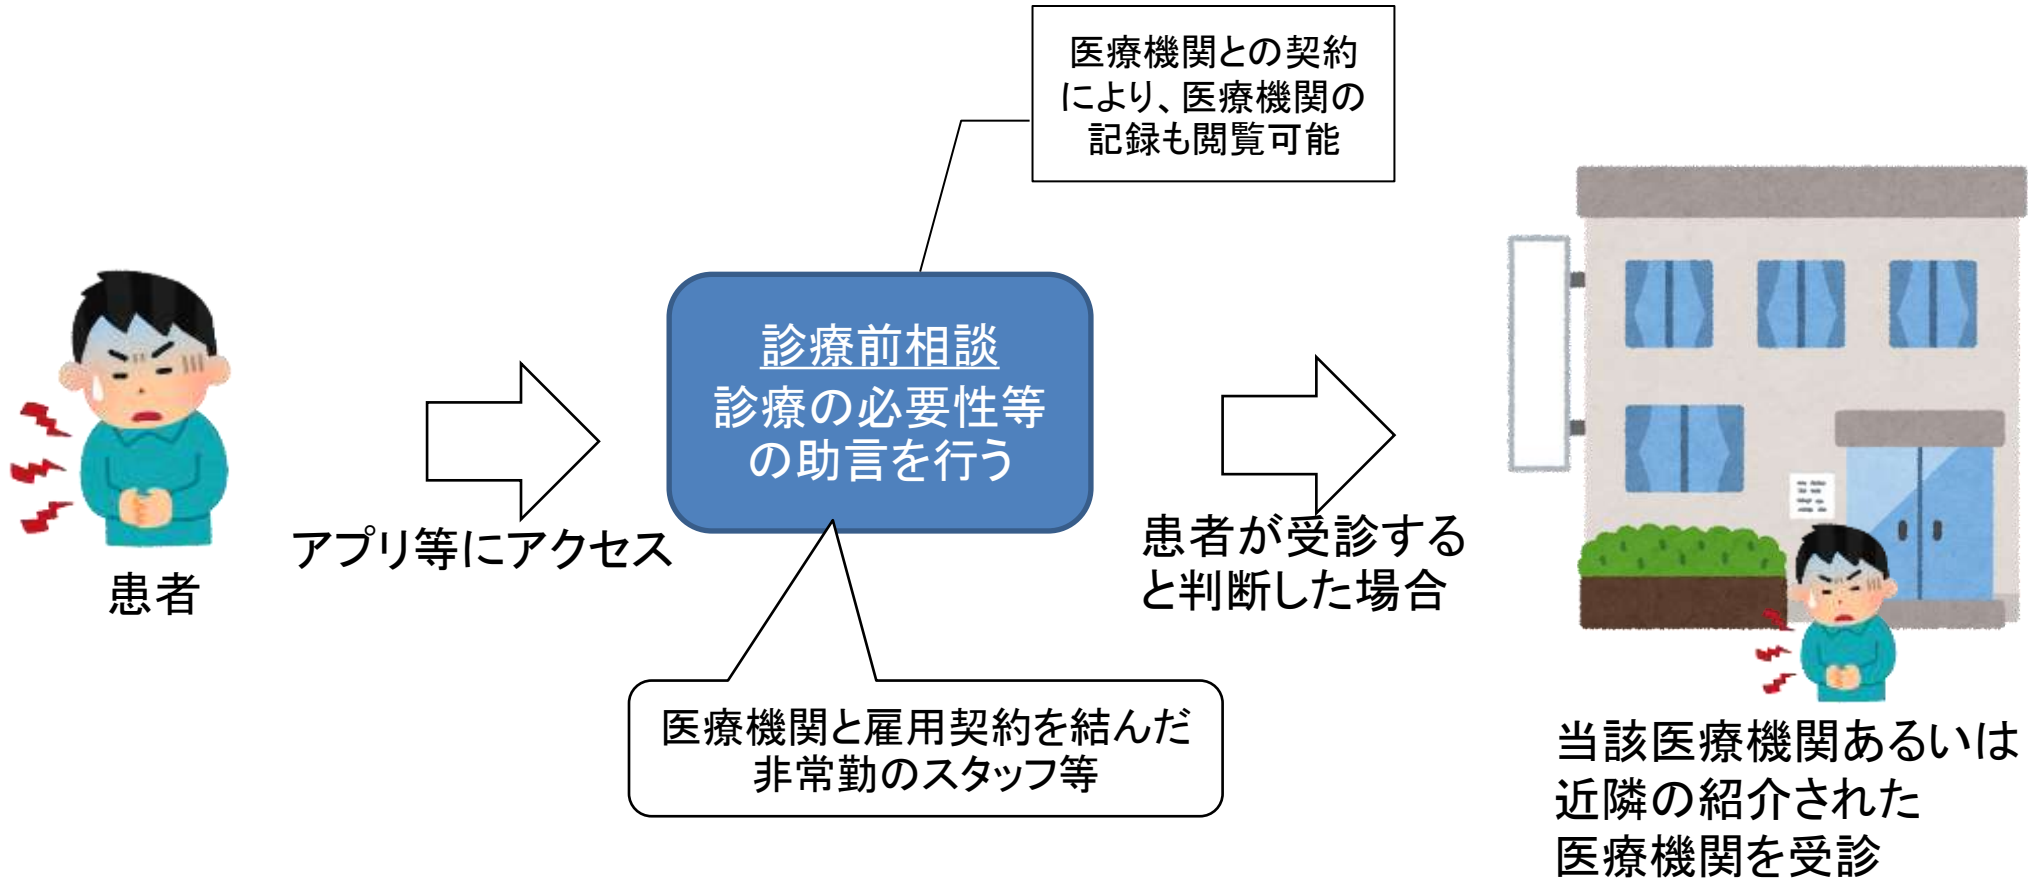 医療機関との契約
により、医療機関の
記録も閲覧可能
患者
アプリ等にアクセス
診療前相談
診療の必要性等
の助言を行う
医療機関と雇用契約を結んだ
非常勤のスタッフ等
患者が受診する
と判断した場合
当該医療機関あるいは
近隣の紹介された
医療機関を受診